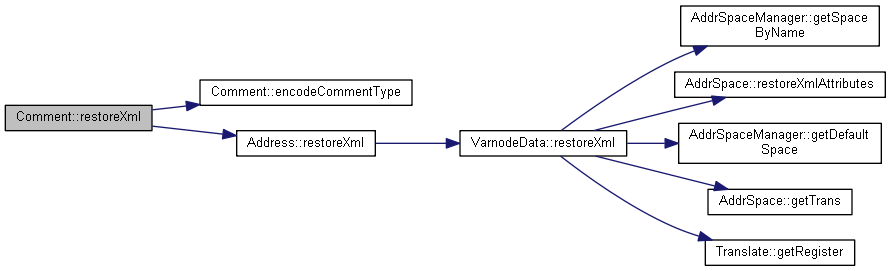 Comment::restoreXml
Comment::encodeCommentType
Address::restoreXml
VarnodeData::restoreXml
AddrSpaceManager::getSpace
ByName
AddrSpace::restoreXmlAttributes
AddrSpaceManager::getDefault
Space
AddrSpace::getTrans
Translate::getRegister